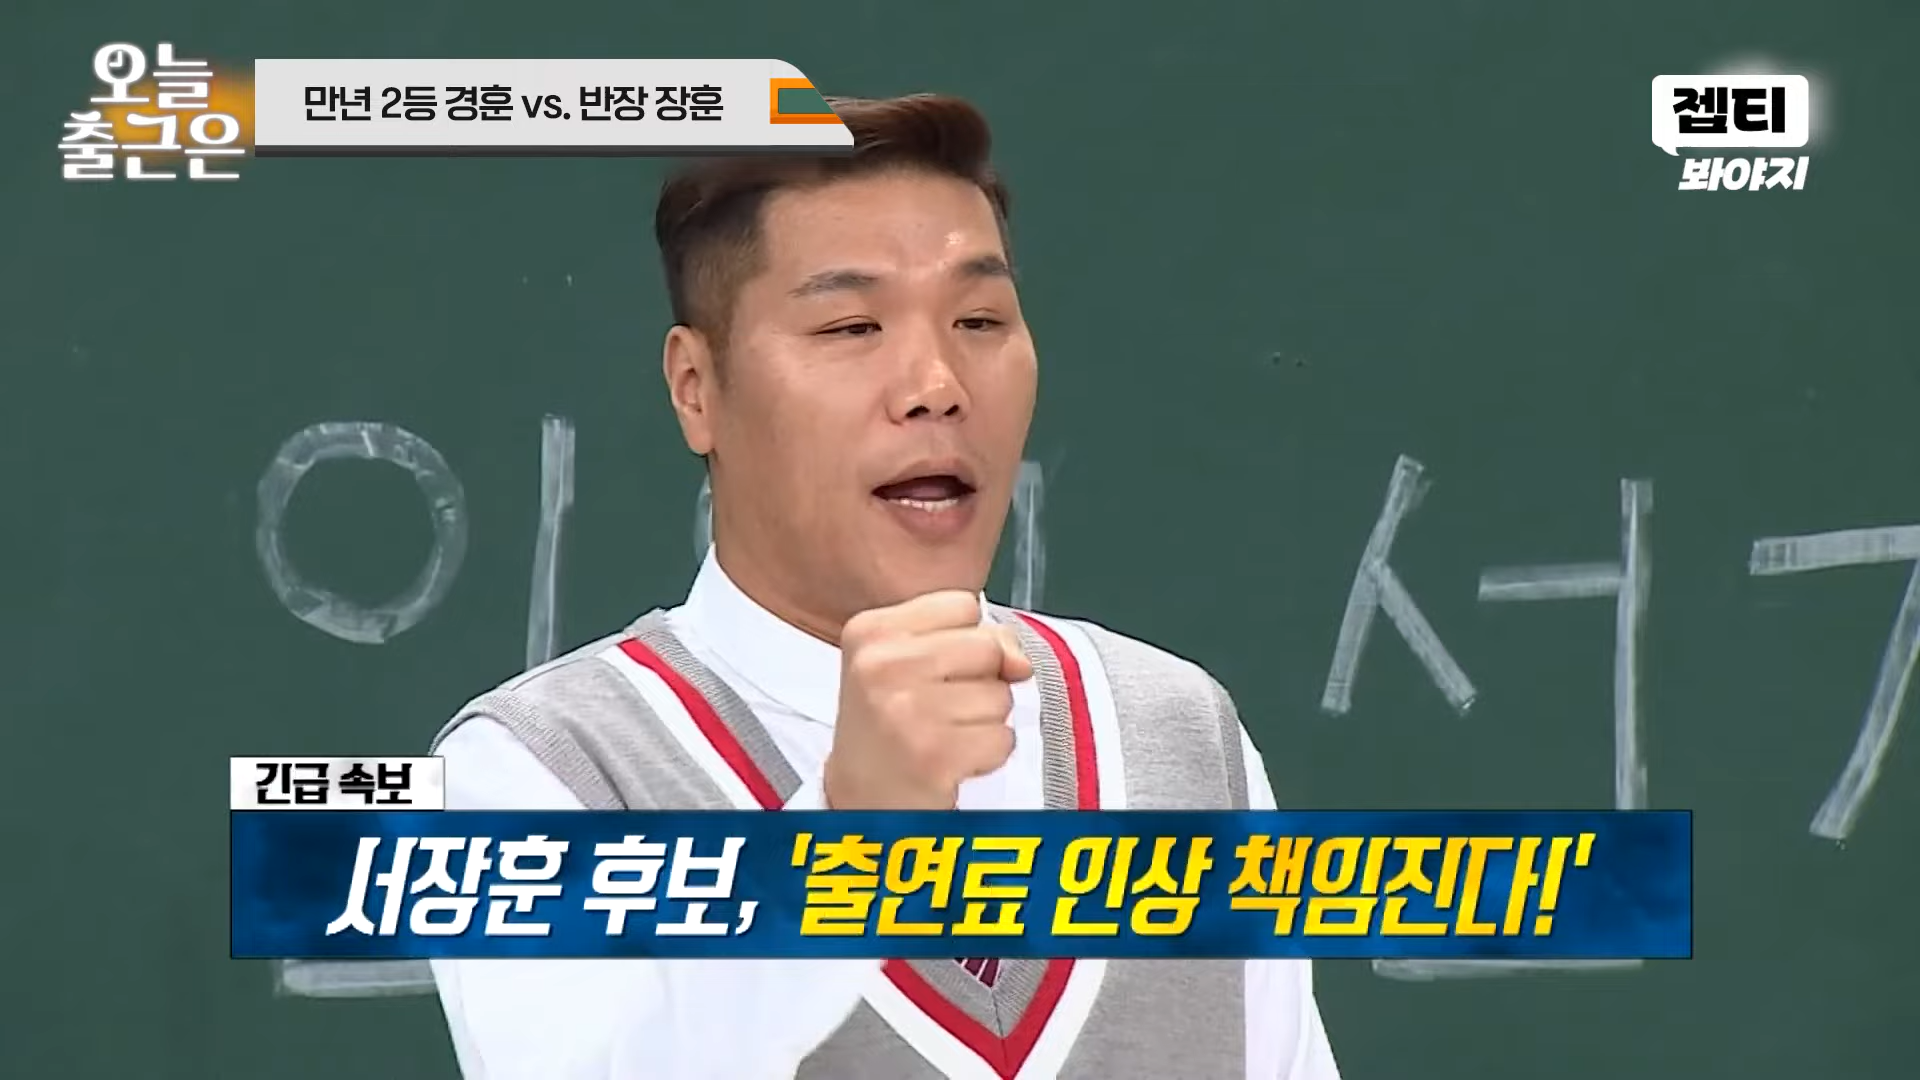 오늘
출근은
만년 2등 경훈 vs. 반장 장훈
젭티
봐야지
긴급 속보
서장훈 후보, '출연료 인상 책임진다!'